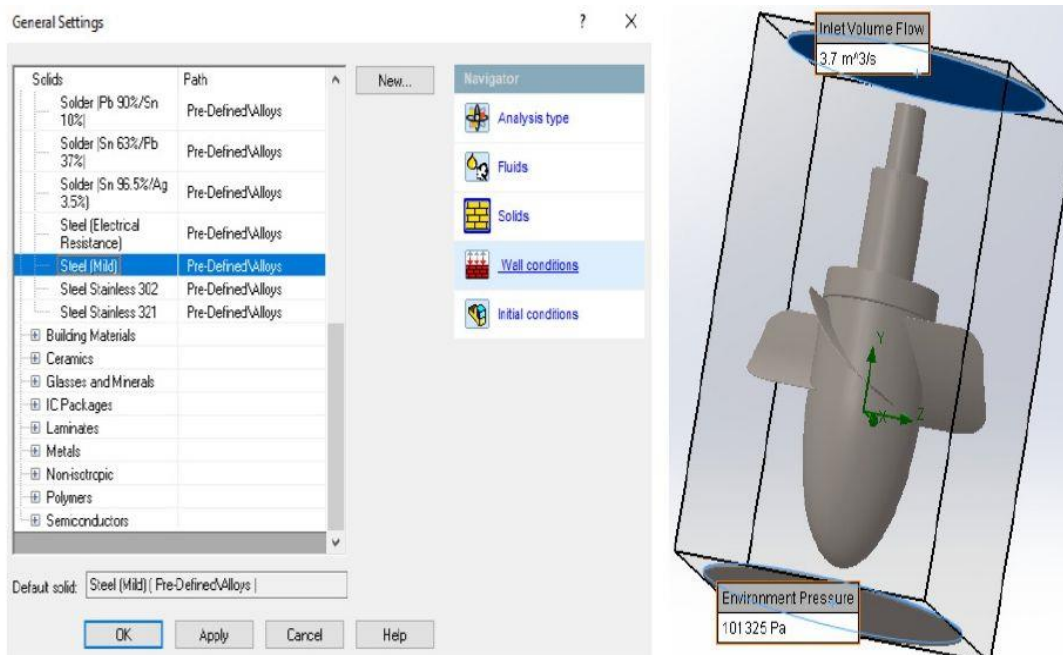 General Settings
? X
Solids Path
Solder |Pb 90%/Sn
10%| Pre-Defined\Alloys
Solder |Sn 63%/Pb
37%| Pre-Defined\Alloys
Solder |Sn 96.5%/Ag
3.5%) Pre-Defined\Alloys
Steel (Electrical
Resistance) Pre-Defined\Alloys
Steel (Mild) Pre-Defined\Alloys
Steel Stainless 302 Pre-Defined\Alloys
Steel Stainless 321 Pre-Defined\Alloys
Building Materials
Ceramics
Glasses and Minerals
IC Packages
Laminates
Metals
Non-isotropic
Polymers
Semiconductors
Default solid: Steel (Mild) ( Pre-Defined\Alloys )
OK Apply Cancel Help
New...
Navigator
Analysis type
Fluids
Solids
Wall conditions
Initial conditions
Inlet Volume Flow
3.7 m^3/s
Y
X Z
Environment Pressure
101325 Pa